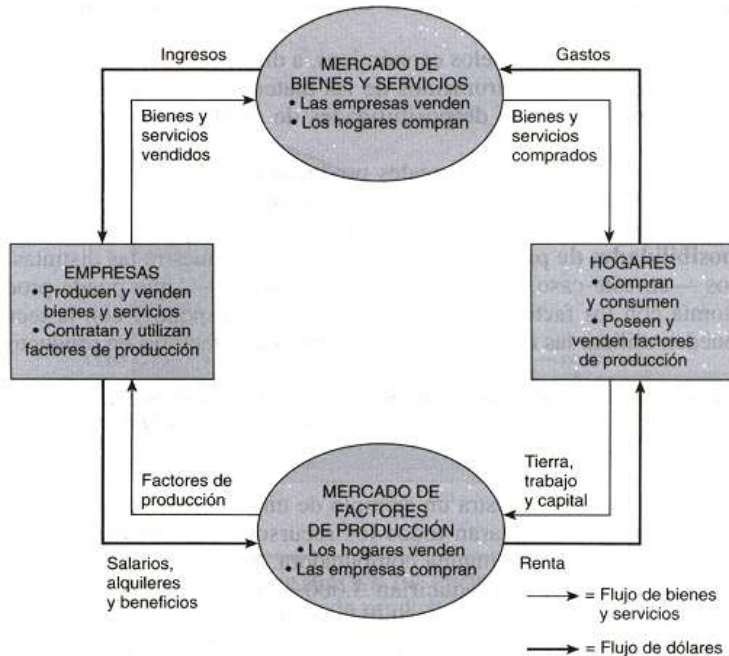 Ingresos
MERCADO DE
BIENES Y SERVICIOS
• Las empresas venden
• Los hogares compran
Gastos
Bienes y
servicios
vendidos
Bienes y
servicios
comprados
EMPRESAS
• Producen y venden
bienes y servicios
• Contratan y utilizan
factores de producción
HOGARES
• Compran
y consumen
• Poseen y
venden factores
de producción
Factores de
producción
MERCADO DE
FACTORES
DE PRODUCCIÓN
• Los hogares venden
• Las empresas compran
Tierra,
trabajo
y capital
Salarios,
alquileres
y beneficios
Renta
= Flujo de bienes
y servicios
= Flujo de dólares